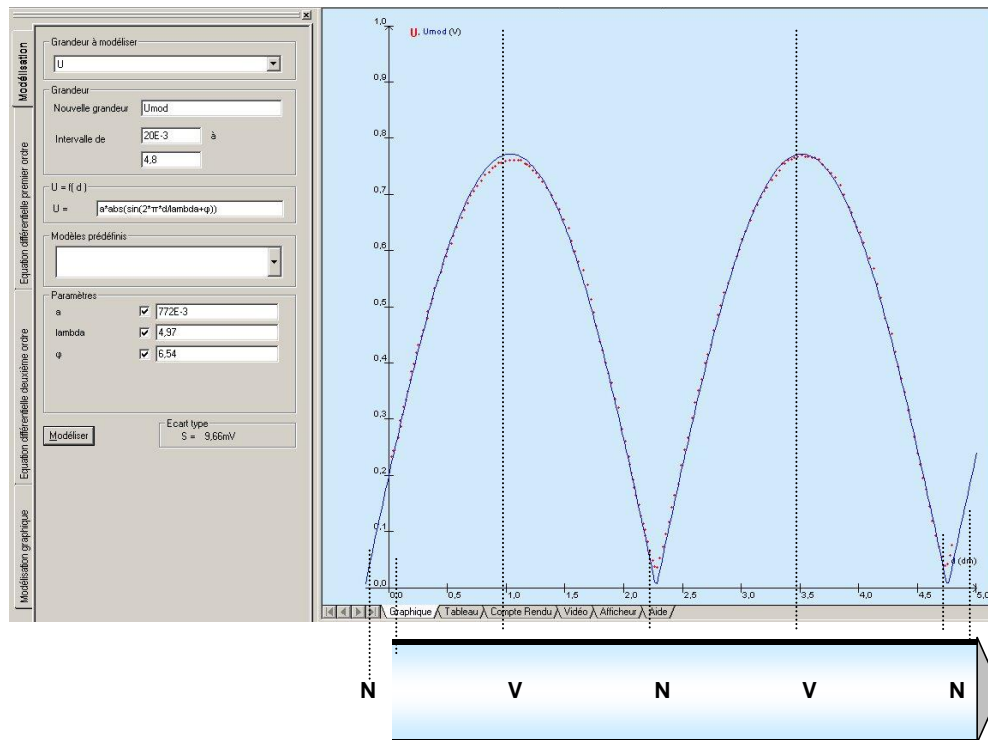 Modélisation
Equation différentielle premier ordre
Equation différentielle deuxième ordre
Modélisation graphique
Grandeur à modéliser
U
Grandeur
Nouvelle grandeur Umod
Intervalle de 20E-3 à
4,8
U = f( d )
U = a*abs(sin(2*π*d/lambda+φ))
Modèles prédéfinis
Paramètres
a 772E-3
lambda 4,97
φ 6,54
Modéliser
Ecart type
S = 9,66mV
1,0
U, Umod (V)
0,9
0,8
0,7
0,6
0,5
0,4
0,3
0,2
0,1
0,0
d (dm)
0,0 0,5 1,0 1,5 2,0 2,5 3,0 3,5 4,0 4,5 5,0
Graphique Tableau Compte Rendu Vidéo Afficheur Aide
N V N V N